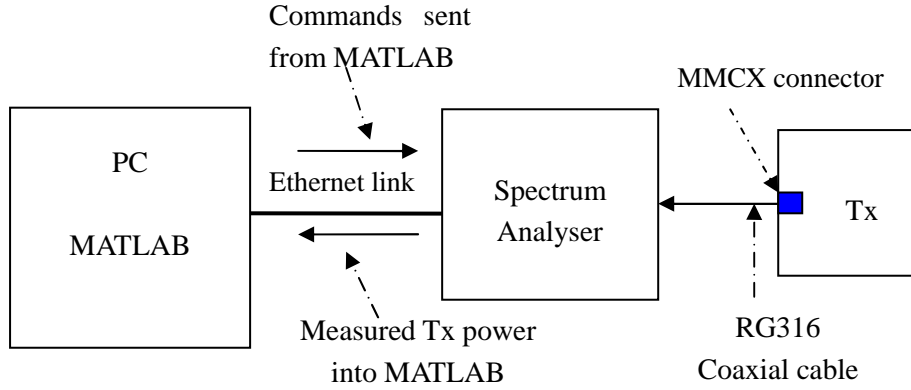 Commands sent
from MATLAB
MMCX connector
PC
MATLAB
Ethernet link
Spectrum
Analyser
Tx
Measured Tx power
into MATLAB
RG316
Coaxial cable